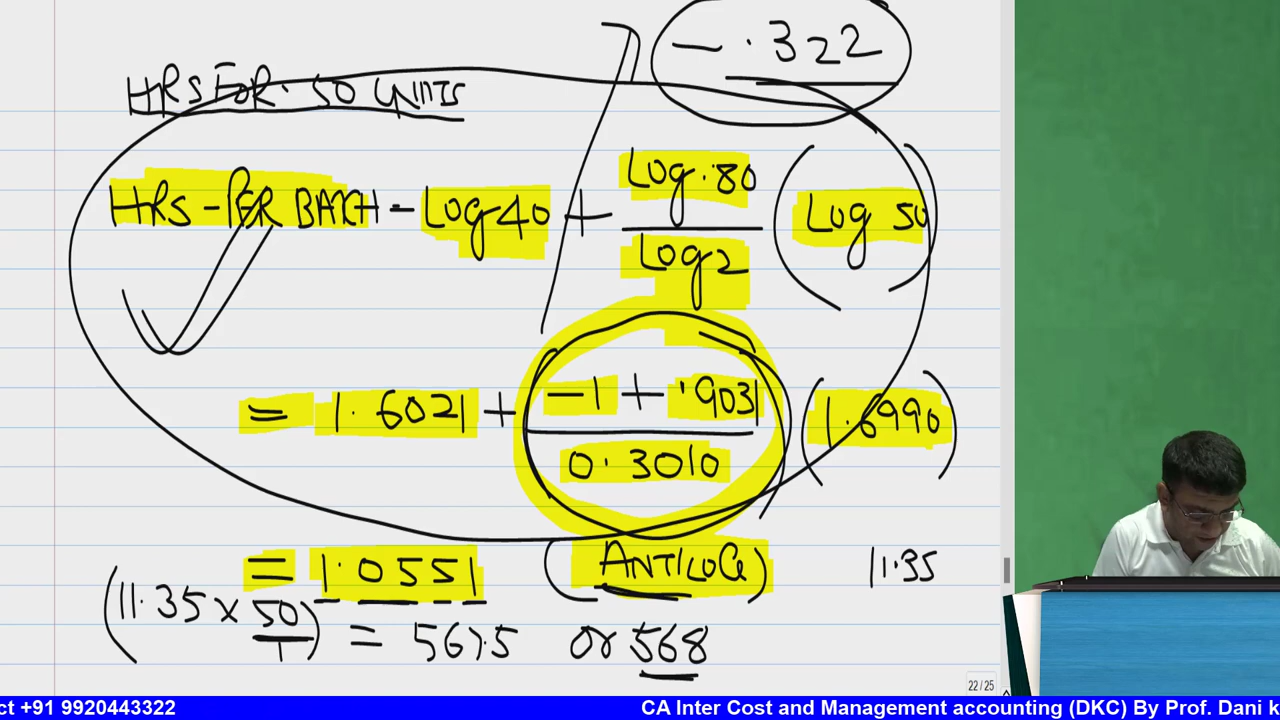 - .322
HRS FOR 50 UNITS
HRS - PER BATCH - Log 40 + Log .80 / Log 2 (Log 50)
= 1.6021 + -1 + .9031 / 0.3010 (1.6990)
= 1.0551 (ANTILOG) 11.35
(11.35 x 50/1) = 567.5 or 568
22 / 25
ct +91 9920443322 CA Inter Cost and Management accounting (DKC) By Prof. Dani k